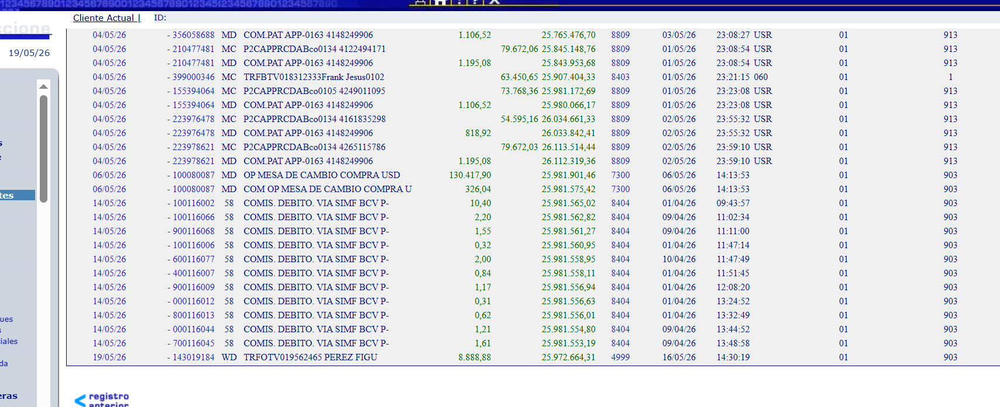 Cliente Actual | ID:
ccione
19/05/26
04/05/26 - 356058688 MD COM.PAT APP-0163 4148249906 1.106,52 25.765.476,70 8809 03/05/26 23:08:27 USR 01 913
04/05/26 - 210477481 MC P2CAPPRCDABco0134 4122494171 79.672,06 25.845.148,76 8809 01/05/26 23:08:54 USR 01 913
04/05/26 - 210477481 MD COM.PAT APP-0163 4148249906 1.195,08 25.843.953,68 8809 01/05/26 23:08:54 USR 01 913
04/05/26 - 399000346 MC TRFBTV018312333Frank Jesus0102 63.450,65 25.907.404,33 8403 01/05/26 23:21:15 060 01 1
04/05/26 - 155394064 MC P2CAPPRCDABco0105 4249011095 73.768,36 25.981.172,69 8809 01/05/26 23:23:08 USR 01 913
04/05/26 - 155394064 MD COM.PAT APP-0163 4148249906 1.106,52 25.980.066,17 8809 01/05/26 23:23:08 USR 01 913
04/05/26 - 223976478 MC P2CAPPRCDABco0134 4161835298 54.595,16 26.034.661,33 8809 02/05/26 23:55:32 USR 01 913
04/05/26 - 223976478 MD COM.PAT APP-0163 4148249906 818,92 26.033.842,41 8809 02/05/26 23:55:32 USR 01 913
04/05/26 - 223978621 MC P2CAPPRCDABco0134 4265115786 79.672,03 26.113.514,44 8809 02/05/26 23:59:10 USR 01 913
04/05/26 - 223978621 MD COM.PAT APP-0163 4148249906 1.195,08 26.112.319,36 8809 02/05/26 23:59:10 USR 01 913
06/05/26 - 100080087 MD OP MESA DE CAMBIO COMPRA USD 130.417,90 25.981.901,46 7300 06/05/26 14:13:53 01 903
06/05/26 - 100080087 MD COM OP MESA DE CAMBIO COMPRA U 326,04 25.981.575,42 7300 06/05/26 14:13:53 01 903
14/05/26 - 100116002 58 COMIS. DEBITO. VIA SIMF BCV P- 10,40 25.981.565,02 8404 01/04/26 09:43:57 01 903
14/05/26 - 100116066 58 COMIS. DEBITO. VIA SIMF BCV P- 2,20 25.981.562,82 8404 09/04/26 11:02:34 01 903
14/05/26 - 900116068 58 COMIS. DEBITO. VIA SIMF BCV P- 1,55 25.981.561,27 8404 09/04/26 11:11:00 01 903
14/05/26 - 100116006 58 COMIS. DEBITO. VIA SIMF BCV P- 0,32 25.981.560,95 8404 01/04/26 11:47:14 01 903
14/05/26 - 600116077 58 COMIS. DEBITO. VIA SIMF BCV P- 2,00 25.981.558,95 8404 10/04/26 11:47:49 01 903
14/05/26 - 400116007 58 COMIS. DEBITO. VIA SIMF BCV P- 0,84 25.981.558,11 8404 01/04/26 11:51:45 01 903
14/05/26 - 900116009 58 COMIS. DEBITO. VIA SIMF BCV P- 1,17 25.981.556,94 8404 01/04/26 12:08:20 01 903
14/05/26 - 000116012 58 COMIS. DEBITO. VIA SIMF BCV P- 0,31 25.981.556,63 8404 01/04/26 13:24:52 01 903
14/05/26 - 800116013 58 COMIS. DEBITO. VIA SIMF BCV P- 0,62 25.981.556,01 8404 01/04/26 13:32:49 01 903
14/05/26 - 000116044 58 COMIS. DEBITO. VIA SIMF BCV P- 1,21 25.981.554,80 8404 09/04/26 13:44:52 01 903
14/05/26 - 700116045 58 COMIS. DEBITO. VIA SIMF BCV P- 1,61 25.981.553,19 8404 09/04/26 13:48:58 01 903
19/05/26 - 143019184 WD TRFOTV019562465 PEREZ FIGU 8.888,88 25.972.664,31 4999 16/05/26 14:30:19 01 903
s
e
tes
ues
s
iales
da
eras
registro
anterior